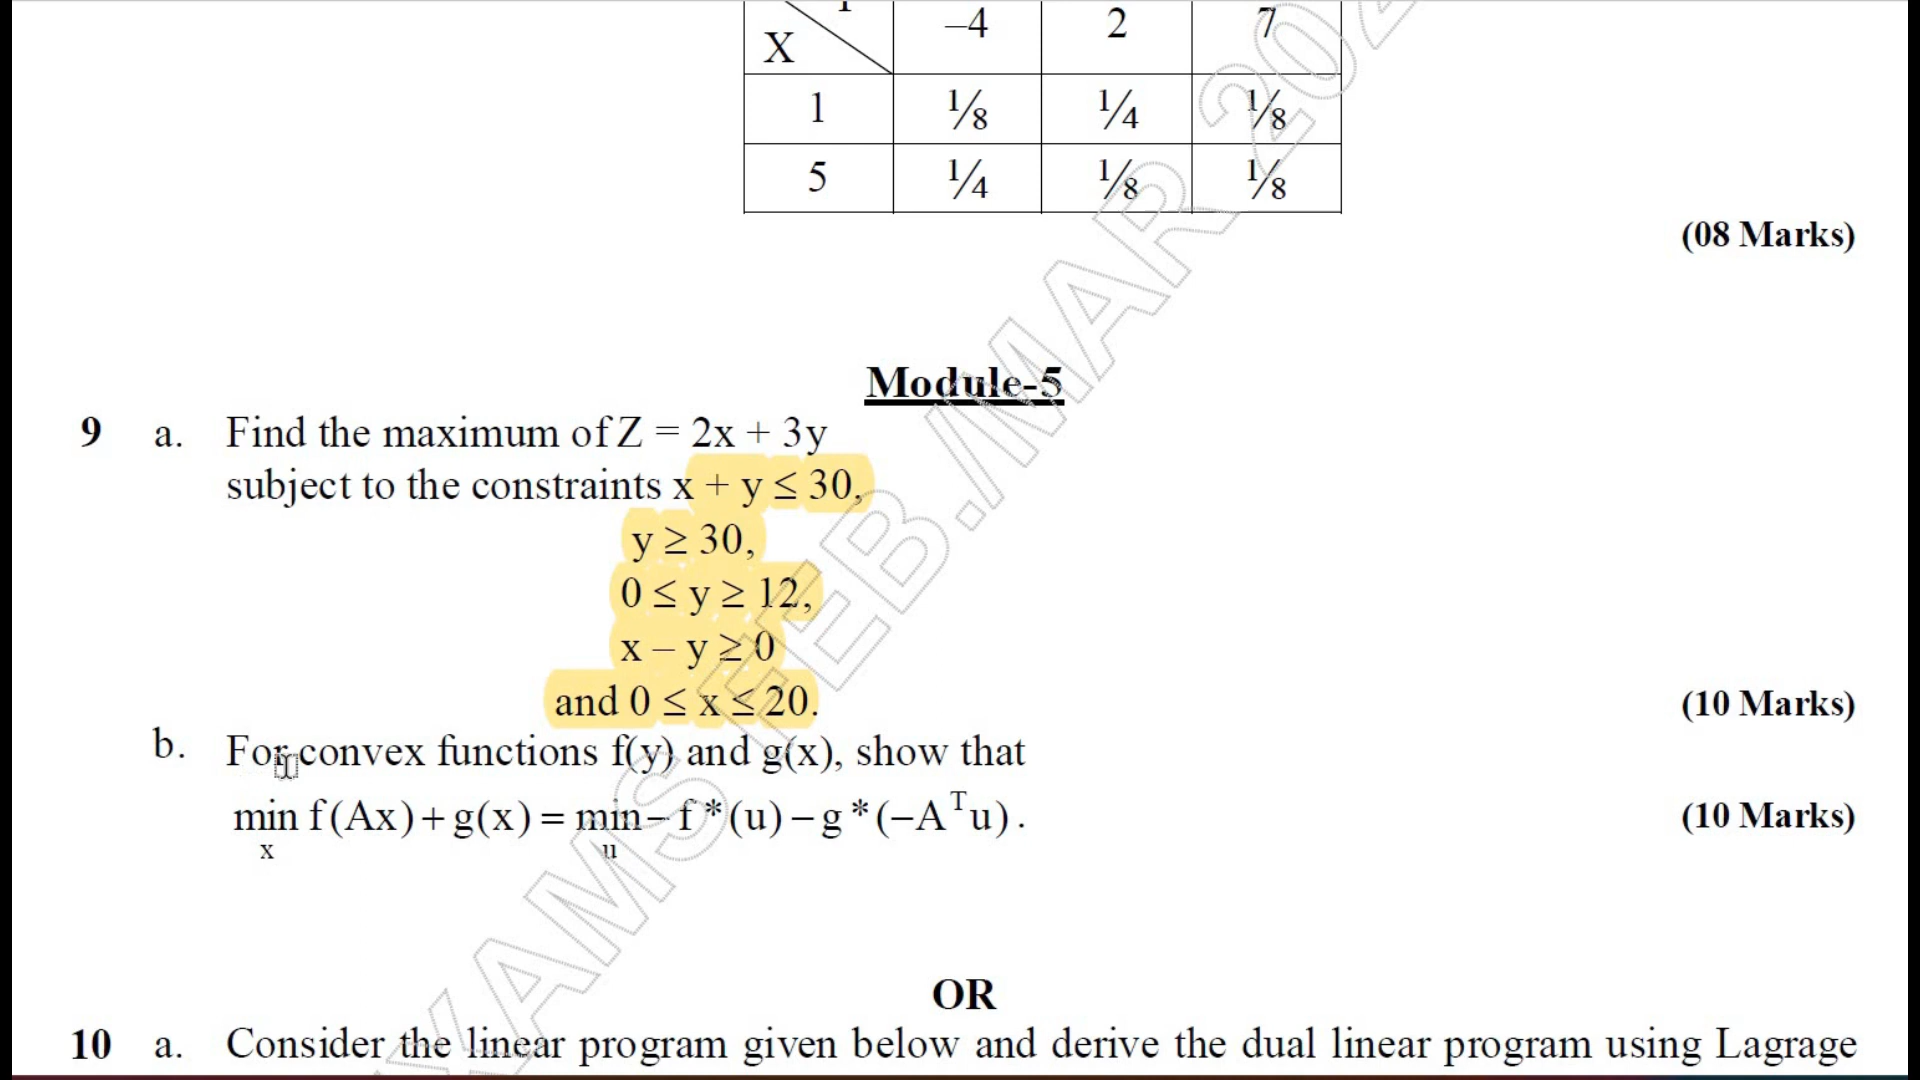 X –4 2 7
1 1/8 1/4 1/8
5 1/4 1/8 1/8
(08 Marks)
Module-5
9 a. Find the maximum of Z = 2x + 3y
subject to the constraints x + y ≤ 30,
y ≥ 30,
0 ≤ y ≥ 12,
x – y ≥ 0
and 0 ≤ x ≤ 20. (10 Marks)
b. For convex functions f(y) and g(x), show that
min f(Ax) + g(x) = min – f *(u) – g *(–Aᵀu). (10 Marks)
x u
OR
10 a. Consider the linear program given below and derive the dual linear program using Lagrage